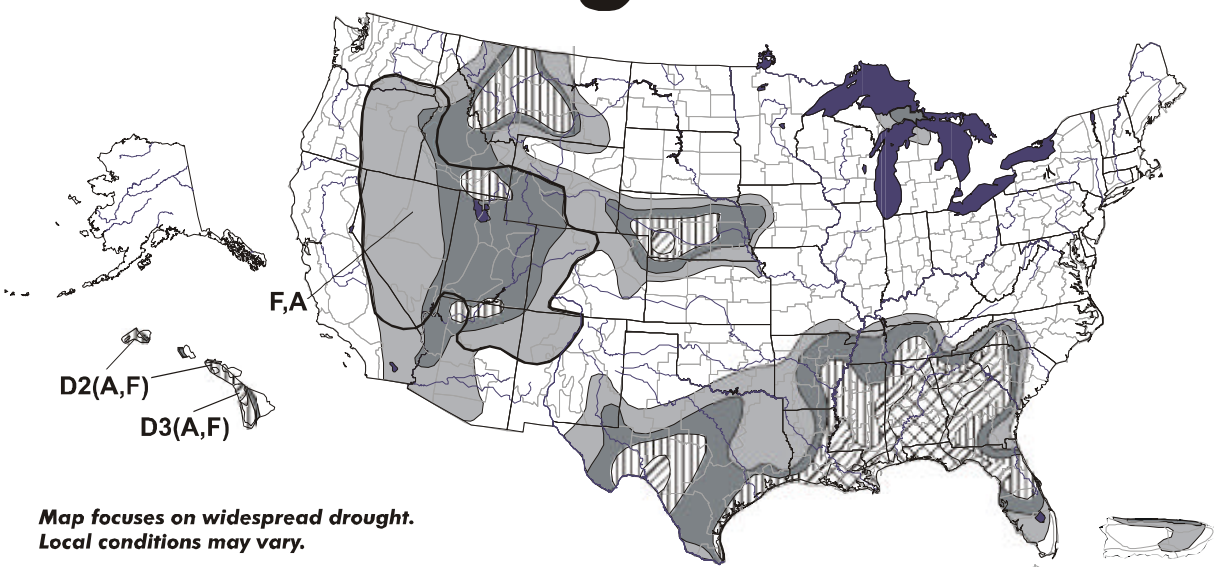 F,A
D2(A,F)
D3(A,F)
Map focuses on widespread drought.
Local conditions may vary.